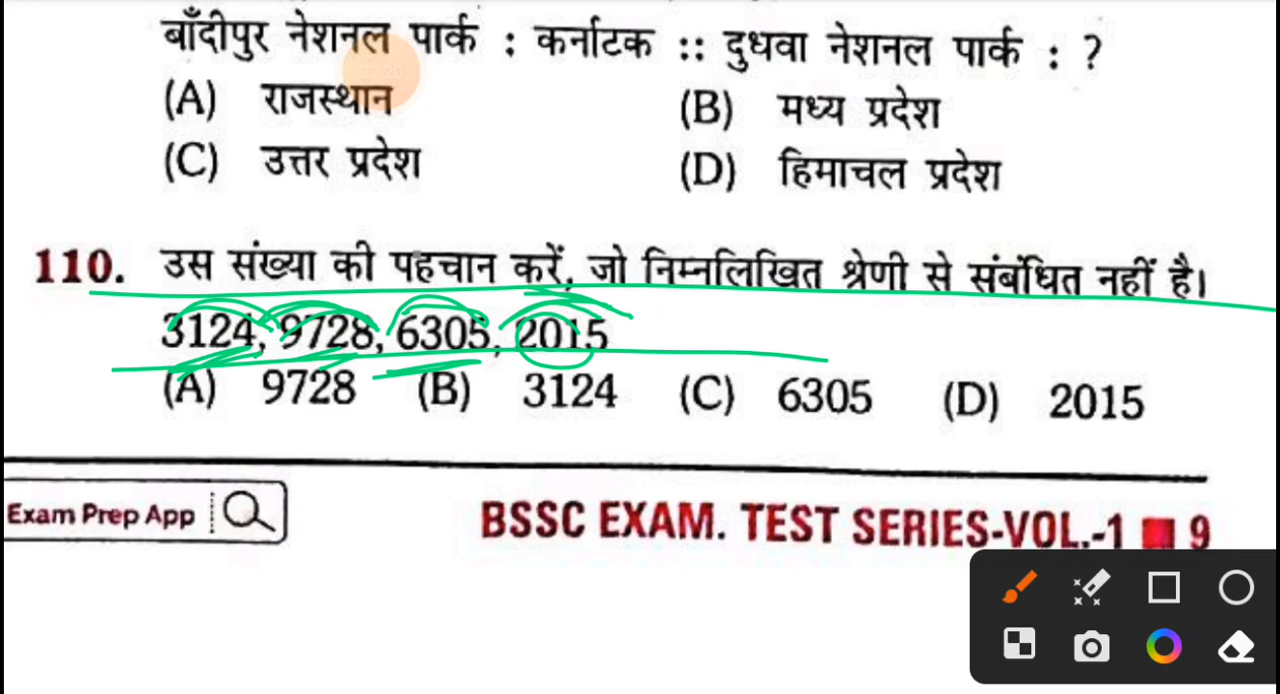 बाँदीपुर नेशनल पार्क : कर्नाटक :: दुधवा नेशनल पार्क : ?
(A) राजस्थान (B) मध्य प्रदेश
(C) उत्तर प्रदेश (D) हिमाचल प्रदेश
110. उस संख्या की पहचान करें, जो निम्नलिखित श्रेणी से संबंधित नहीं है।
3124, 9728, 6305, 2015
(A) 9728 (B) 3124 (C) 6305 (D) 2015
Exam Prep App
BSSC EXAM. TEST SERIES-VOL.-1 ■ 9